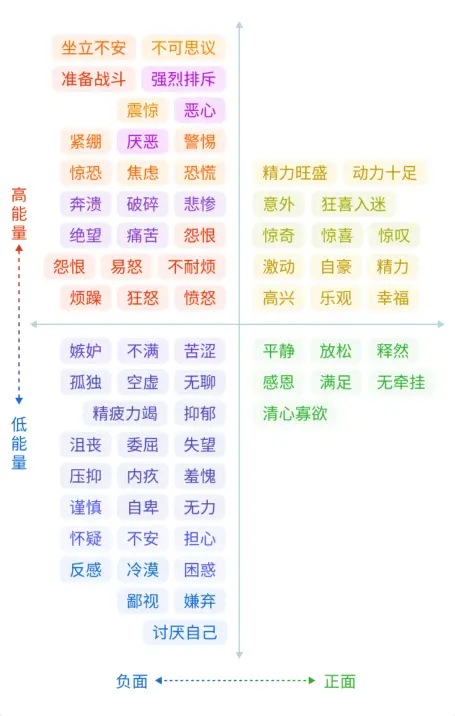 坐立不安 不可思议
准备战斗 强烈排斥
震惊 恶心
紧绷 厌恶 警惕
惊恐 焦虑 恐慌 精力旺盛 动力十足
奔溃 破碎 悲惨 意外 狂喜入迷
绝望 痛苦 怨恨 惊奇 惊喜 惊叹
怨恨 易怒 不耐烦 激动 自豪 精力
烦躁 狂怒 愤怒 高兴 乐观 幸福
高能量
嫉妒 不满 苦涩 平静 放松 释然
孤独 空虚 无聊 感恩 满足 无牵挂
精疲力竭 抑郁 清心寡欲
低能量
沮丧 委屈 失望
压抑 内疚 羞愧
谨慎 自卑 无力
怀疑 不安 担心
反感 冷漠 困惑
鄙视 嫌弃
讨厌自己
负面 正面